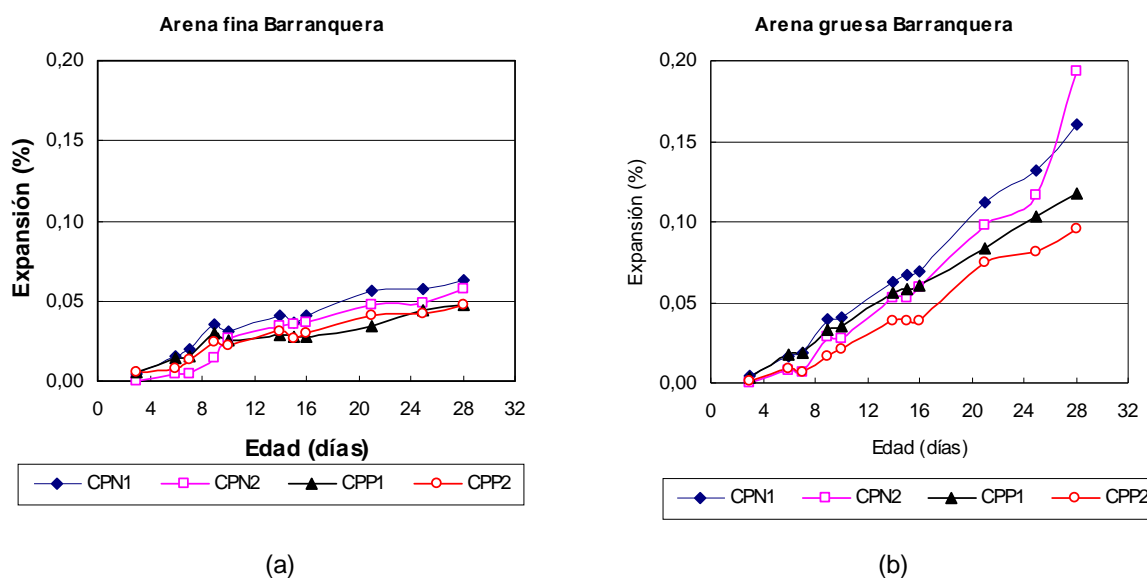 Arena fina Barranquera
0,20
0,15
0,10
0,05
0,00
Expansión (%)
0 4 8 12 16 20 24 28 32
Edad (días)
CPN1 CPN2 CPP1 CPP2
(a)
Arena gruesa Barranquera
0,20
0,15
0,10
0,05
0,00
Expansión (%)
0 4 8 12 16 20 24 28 32
Edad (días)
CPN1 CPN2 CPP1 CPP2
(b)